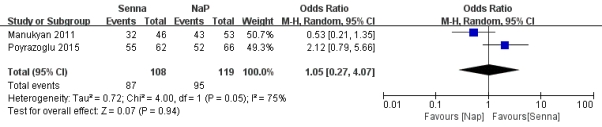 Senna NaP Odds Ratio Odds Ratio
Study or Subgroup Events Total Events Total Weight M-H, Random, 95% CI M-H, Random, 95% CI
Manukyan 2011 32 46 43 53 50.7% 0.53 [0.21, 1.35]
Poyrazoglu 2015 55 62 52 66 49.3% 2.12 [0.79, 5.66]
Total (95% CI) 108 119 100.0% 1.05 [0.27, 4.07]
Total events 87 95
Heterogeneity: Tau² = 0.72; Chi² = 4.00, df = 1 (P = 0.05); I² = 75%
Test for overall effect: Z = 0.07 (P = 0.94)
0.01 0.1 1 10 100
Favours [Nap] Favours [Senna]